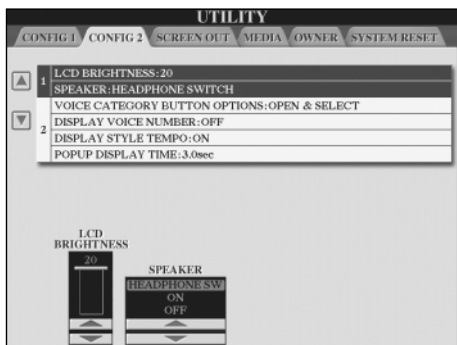 UTILITY
CONFIG 1 CONFIG 2 SCREEN OUT MEDIA OWNER SYSTEM RESET
1 LCD BRIGHTNESS:20
SPEAKER:HEADPHONE SWITCH
2 VOICE CATEGORY BUTTON OPTIONS:OPEN & SELECT
DISPLAY VOICE NUMBER:OFF
DISPLAY STYLE TEMPO:ON
POPUP DISPLAY TIME:3.0sec
LCD
BRIGHTNESS
20
SPEAKER
HEADPHONE SW
ON
OFF